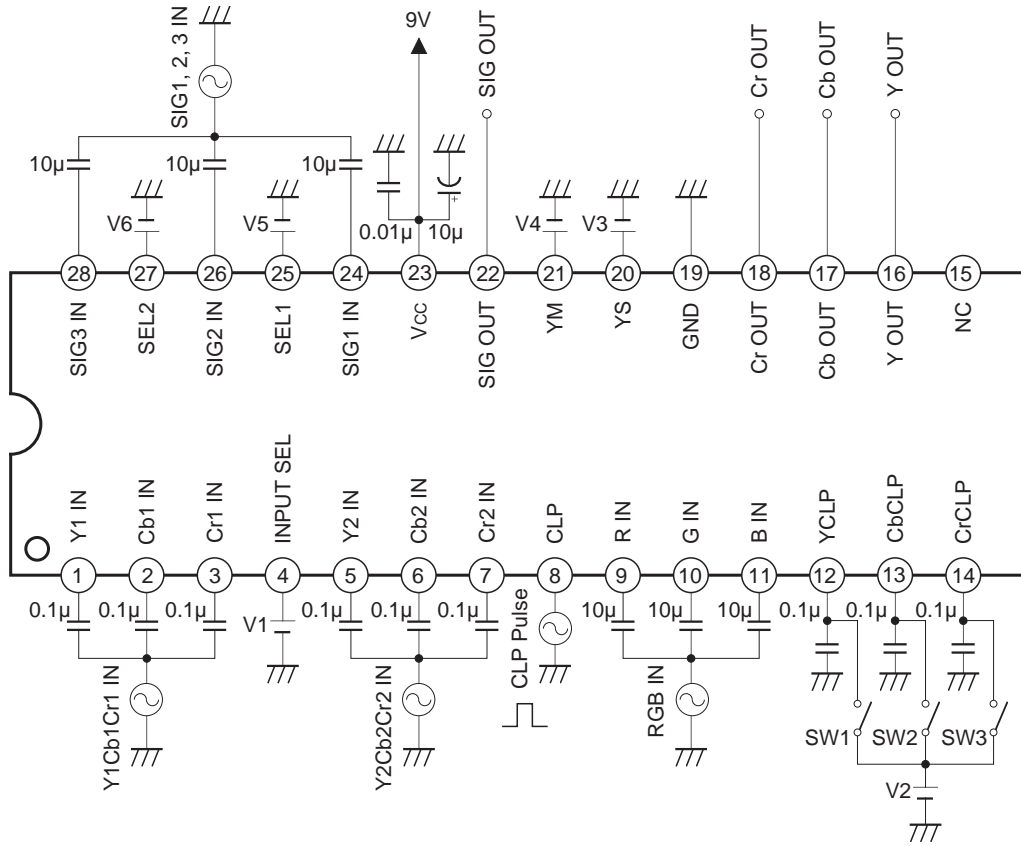 9V
SIG1, 2, 3 IN
SIG OUT
Cr OUT
Cb OUT
Y OUT
10µ
10µ
10µ
V6
V5
0.01µ
10µ
V4
V3
28
27
26
25
24
23
22
21
20
19
18
17
16
15
SIG3 IN
SEL2
SIG2 IN
SEL1
SIG1 IN
VCC
SIG OUT
YM
YS
GND
Cr OUT
Cb OUT
Y OUT
NC
Y1 IN
Cb1 IN
Cr1 IN
INPUT SEL
Y2 IN
Cb2 IN
Cr2 IN
CLP
R IN
G IN
B IN
YCLP
CbCLP
CrCLP
1
2
3
4
5
6
7
8
9
10
11
12
13
14
0.1µ
0.1µ
0.1µ
V1
0.1µ
0.1µ
0.1µ
CLP Pulse
10µ
10µ
10µ
0.1µ
0.1µ
0.1µ
Y1Cb1Cr1 IN
Y2Cb2Cr2 IN
RGB IN
SW1
SW2
SW3
V2